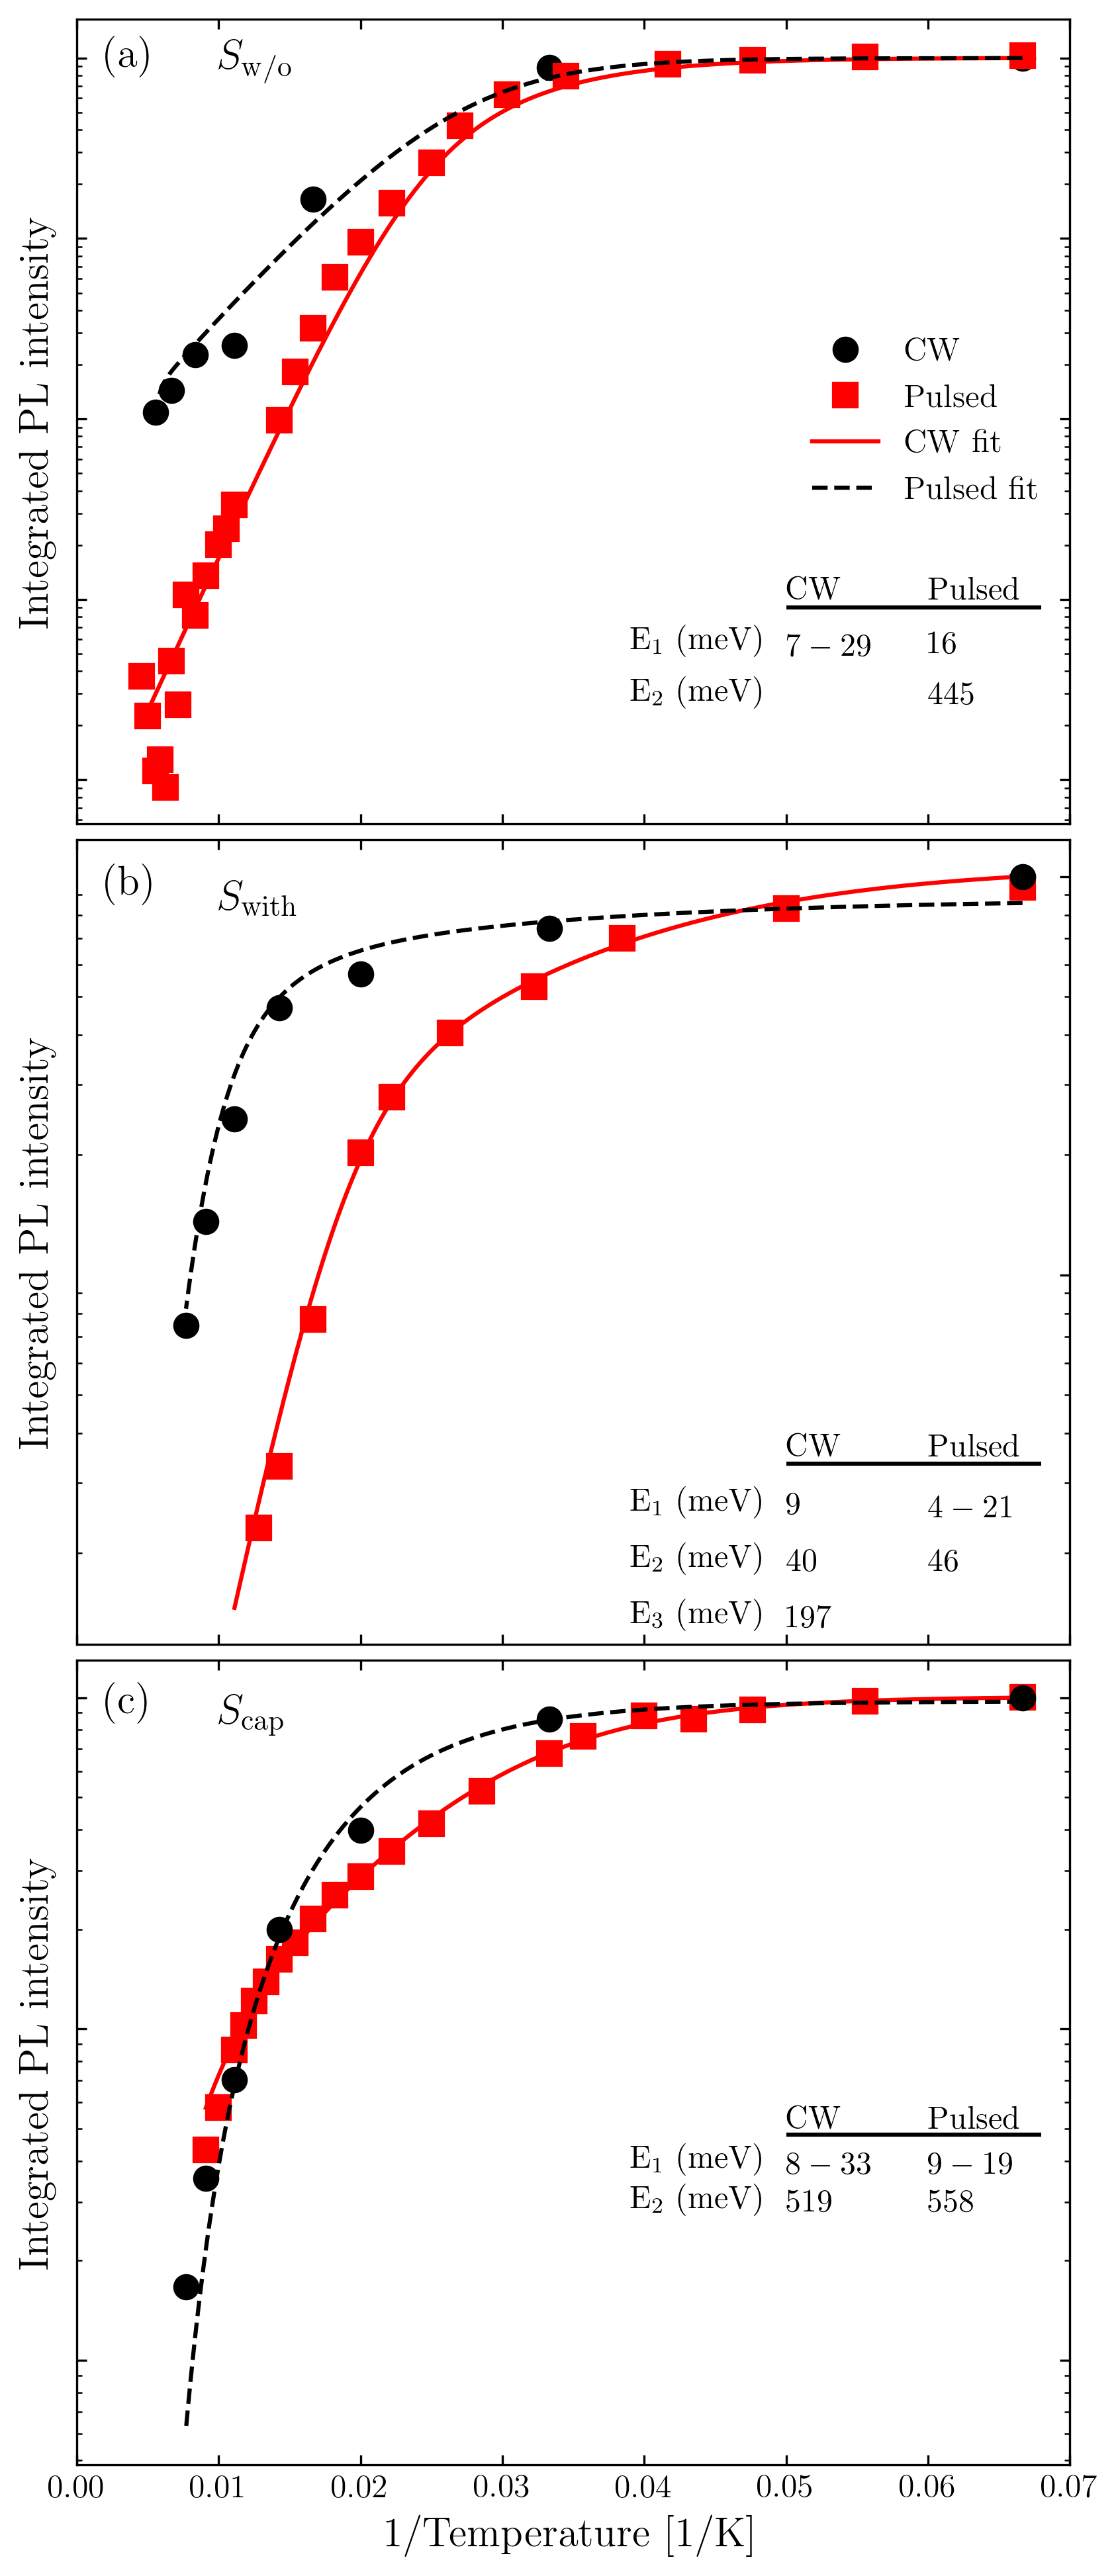 (a) S_w/o
Integrated PL intensity
CW
Pulsed
CW fit
Pulsed fit
CW Pulsed
E₁ (meV) 7 − 29 16
E₂ (meV) 445
(b) S_with
Integrated PL intensity
CW Pulsed
E₁ (meV) 9 4 − 21
E₂ (meV) 40 46
E₃ (meV) 197
(c) S_cap
Integrated PL intensity
CW Pulsed
E₁ (meV) 8 − 33 9 − 19
E₂ (meV) 519 558
0.00 0.01 0.02 0.03 0.04 0.05 0.06 0.07
1/Temperature [1/K]